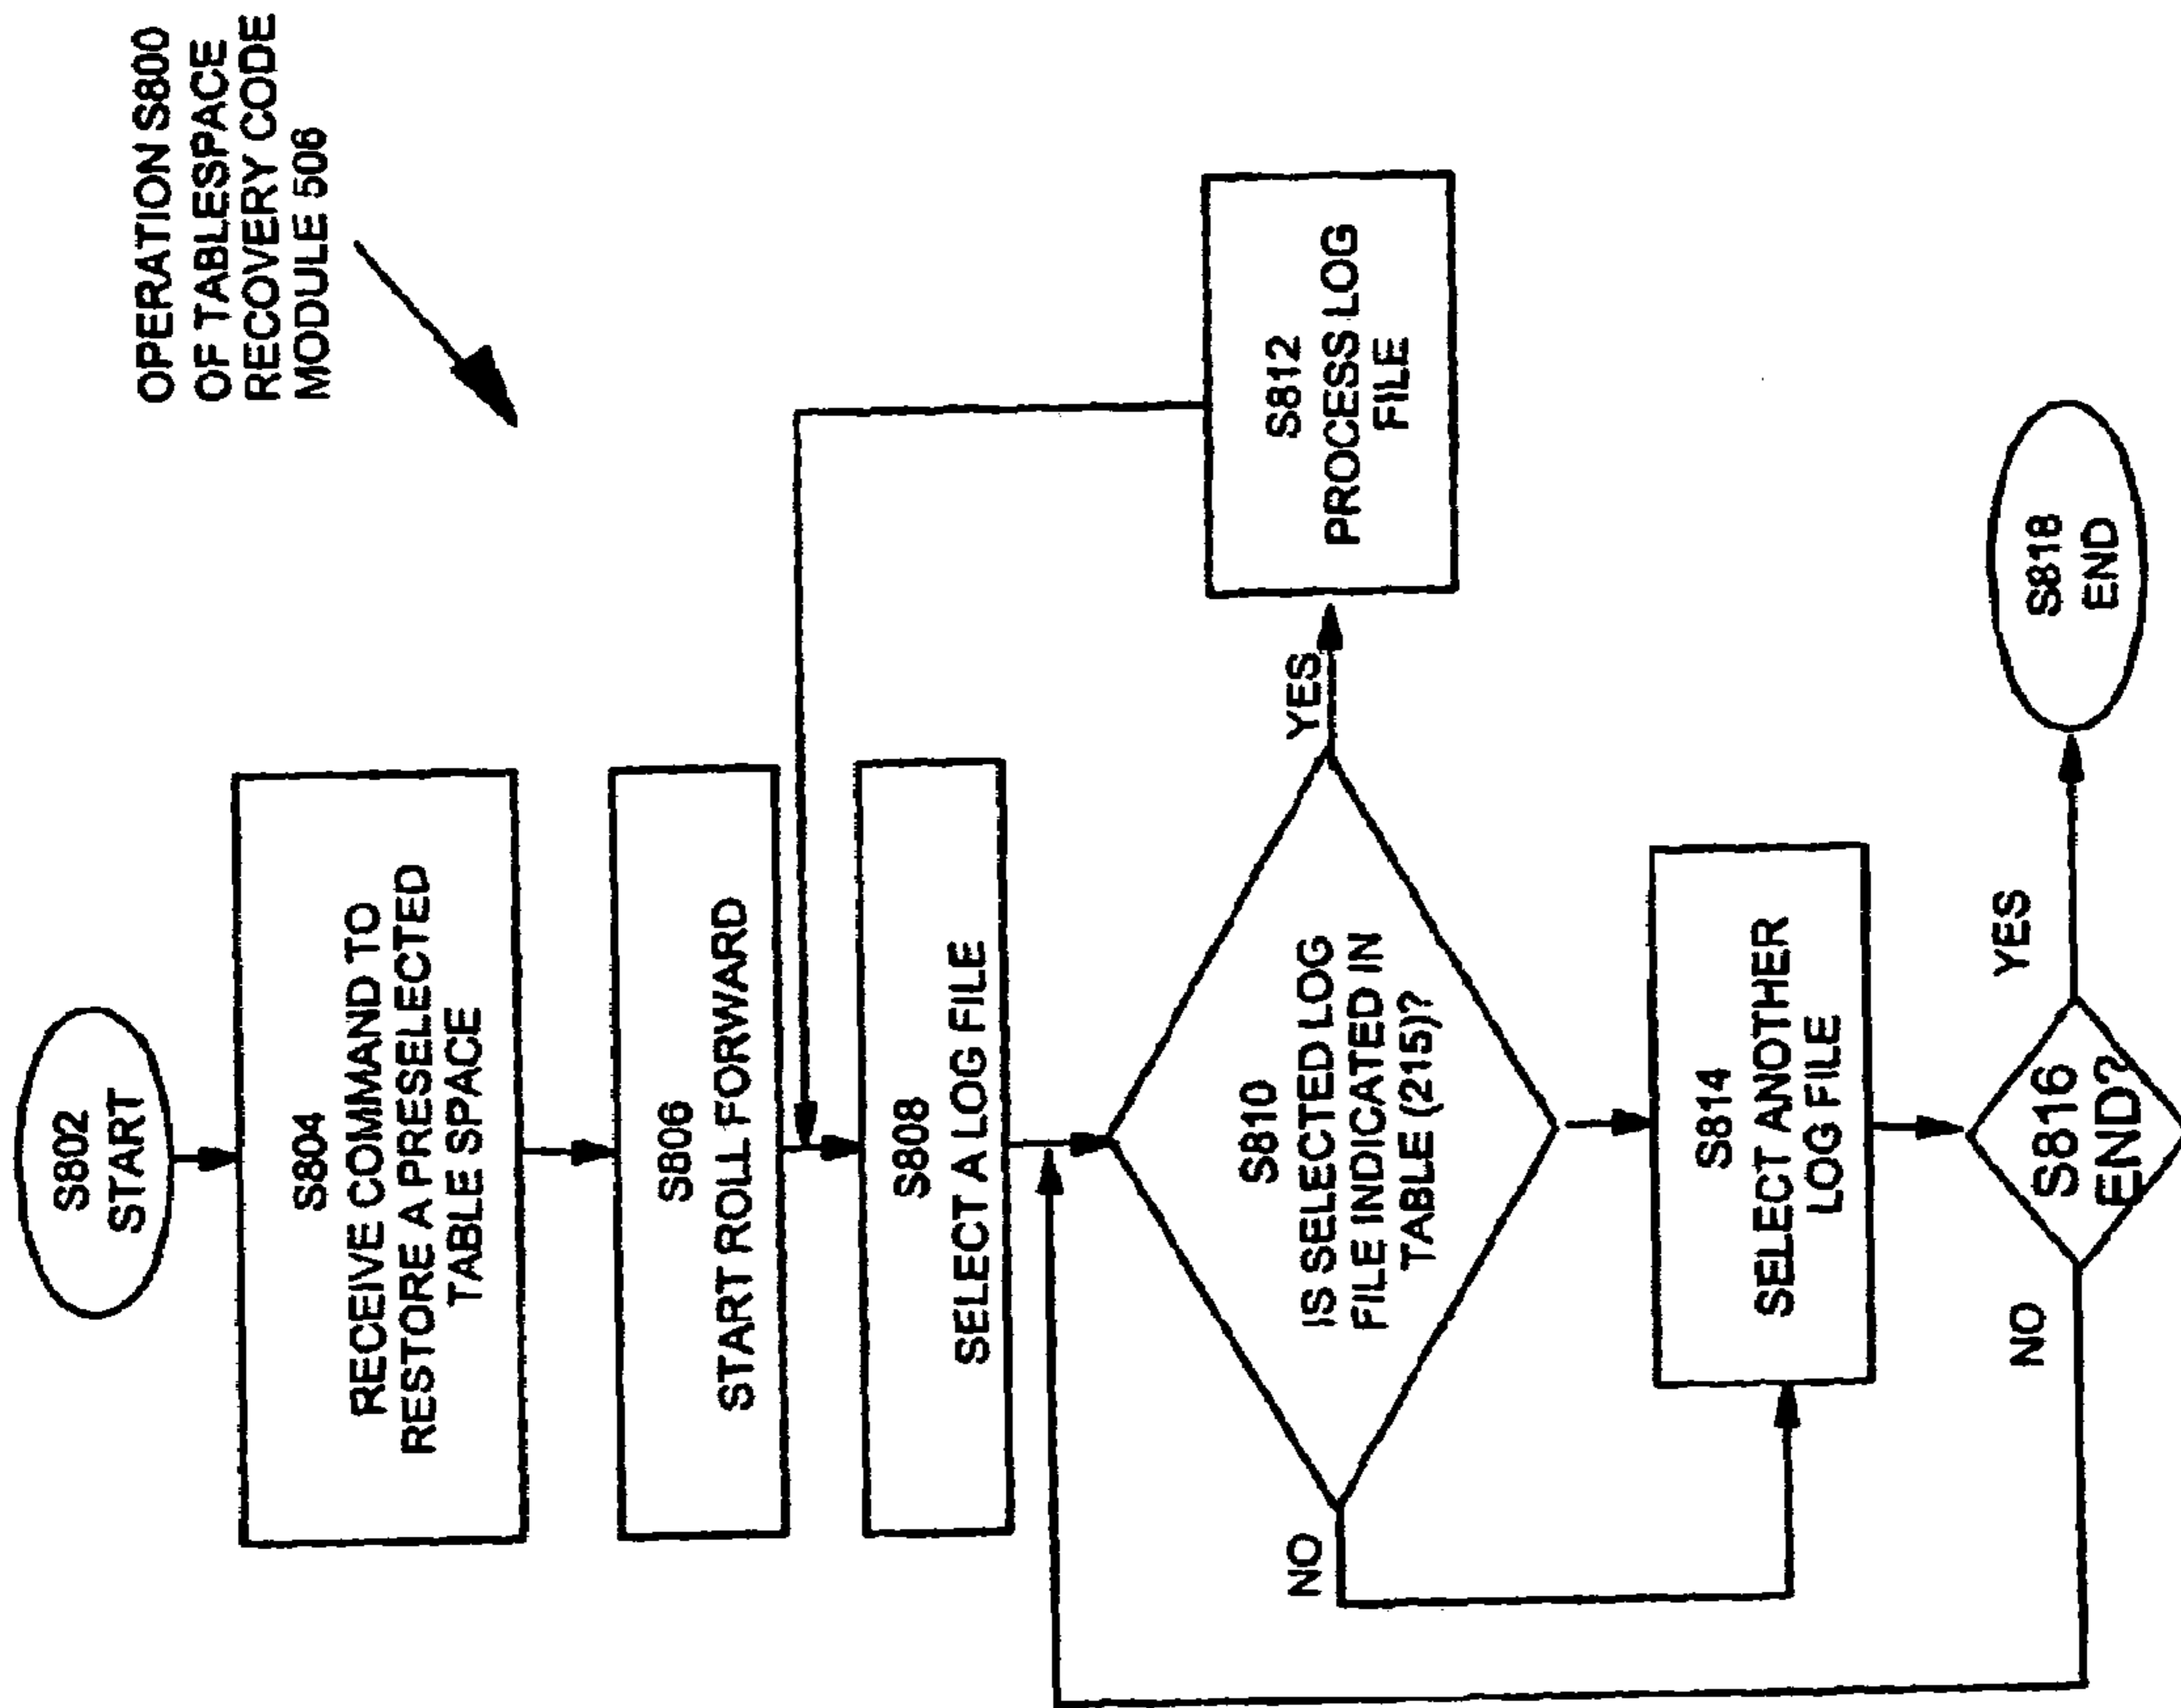 OPERATION S800
OF TABLESPACE
RECOVERY CODE
MODULE 508
S802
START
S804
RECEIVE COMMAND TO
RESTORE A PRESELECTED
TABLE SPACE
S806
START ROLL FORWARD
S808
SELECT A LOG FILE
S810
IS SELECTED LOG
FILE INDICATED IN
TABLE (215)?
YES
NO
S812
PROCESS LOG
FILE
S814
SELECT ANOTHER
LOG FILE
S816
END?
YES
NO
S818
END